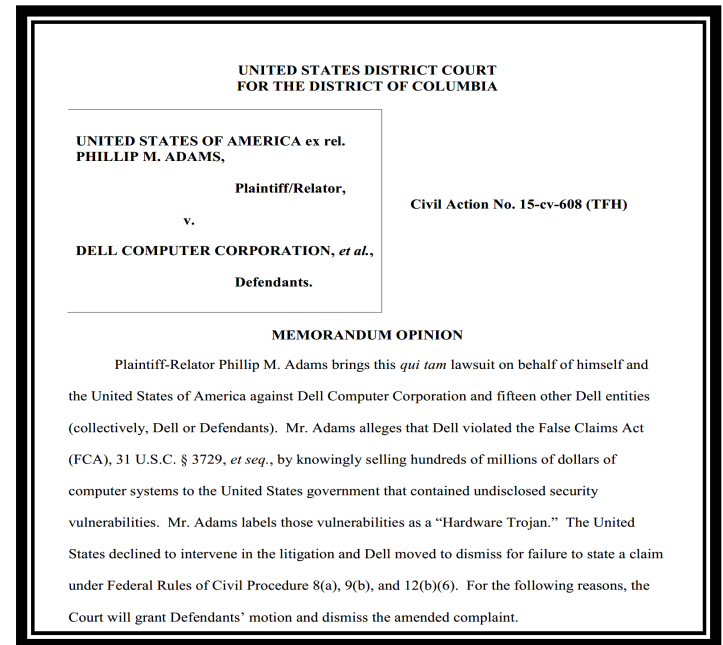 UNITED STATES DISTRICT COURT
FOR THE DISTRICT OF COLUMBIA
UNITED STATES OF AMERICA ex rel.
PHILLIP M. ADAMS,
Plaintiff/Relator,
v.
DELL COMPUTER CORPORATION, et al.,
Defendants.
Civil Action No. 15-cv-608 (TFH)
MEMORANDUM OPINION
Plaintiff-Relator Phillip M. Adams brings this qui tam lawsuit on behalf of himself and
the United States of America against Dell Computer Corporation and fifteen other Dell entities
(collectively, Dell or Defendants). Mr. Adams alleges that Dell violated the False Claims Act
(FCA), 31 U.S.C. § 3729, et seq., by knowingly selling hundreds of millions of dollars of
computer systems to the United States government that contained undisclosed security
vulnerabilities. Mr. Adams labels those vulnerabilities as a “Hardware Trojan.” The United
States declined to intervene in the litigation and Dell moved to dismiss for failure to state a claim
under Federal Rules of Civil Procedure 8(a), 9(b), and 12(b)(6). For the following reasons, the
Court will grant Defendants’ motion and dismiss the amended complaint.